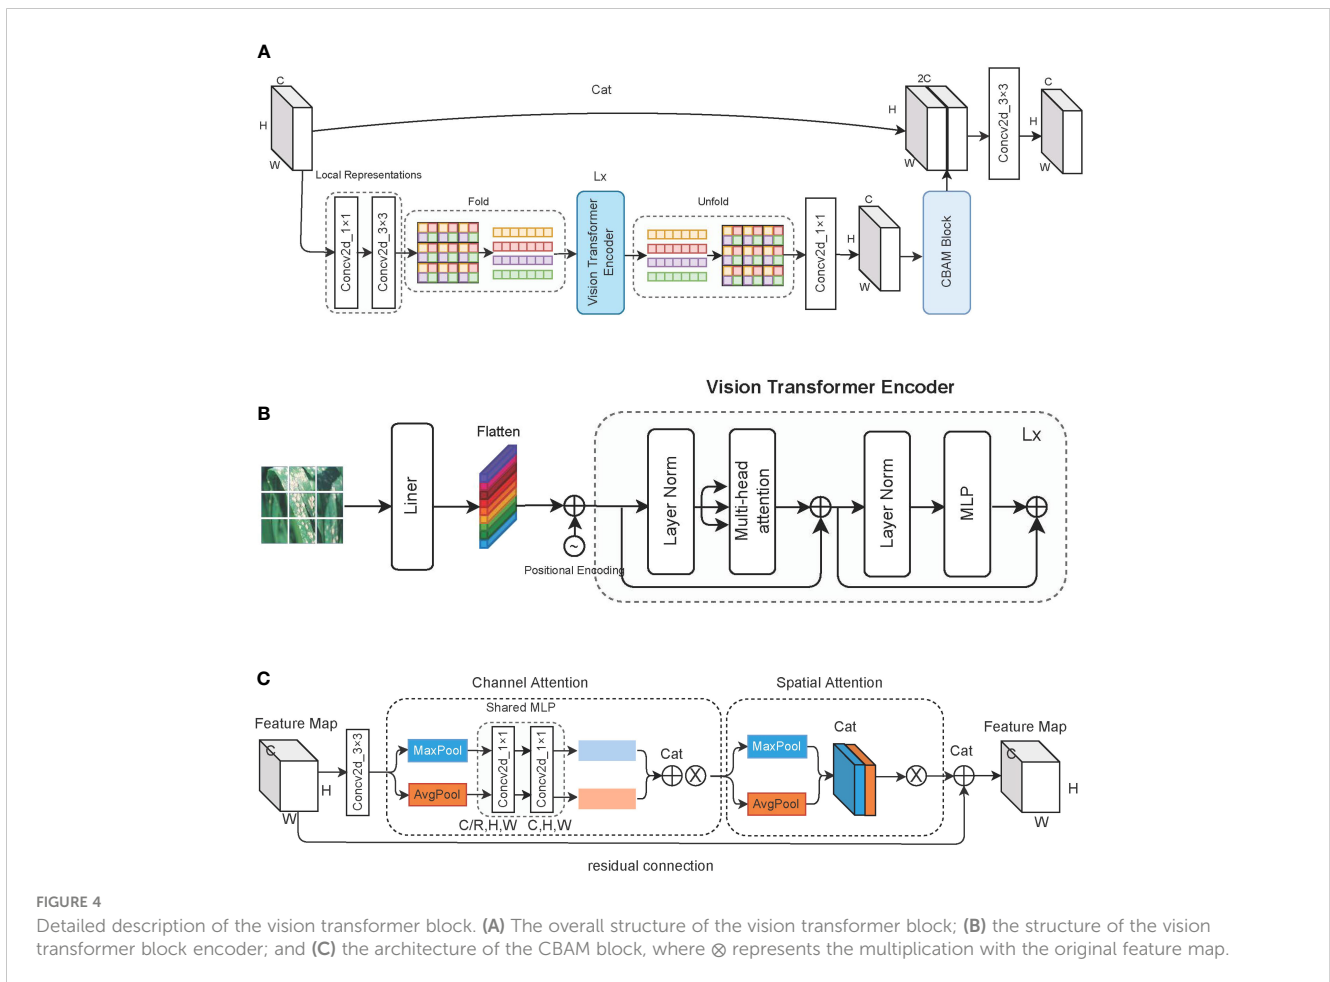 A
C
Cat
2C
C
H
H
H
W
W
W
Concv2d_3×3
Local Representations
Lx
Fold
Unfold
C
H
W
Concv2d_1×1
Concv2d_3×3
Vision Transformer
Encoder
Concv2d_1×1
CBAM Block
Vision Transformer Encoder
B
Flatten
Lx
Liner
Layer Norm
Multi-head
attention
Layer Norm
MLP
~
Positional Encoding
C
Channel Attention
Spatial Attention
Shared MLP
Feature Map
Cat
Feature Map
C
Concv2d_3×3
MaxPool
Concv2d_1×1
Concv2d_1×1
Cat
MaxPool
Cat
C
H
AvgPool
AvgPool
H
W
C/R,H,W
C,H,W
W
residual connection
FIGURE 4
Detailed description of the vision transformer block. (A) The overall structure of the vision transformer block; (B) the structure of the vision
transformer block encoder; and (C) the architecture of the CBAM block, where ⊗ represents the multiplication with the original feature map.